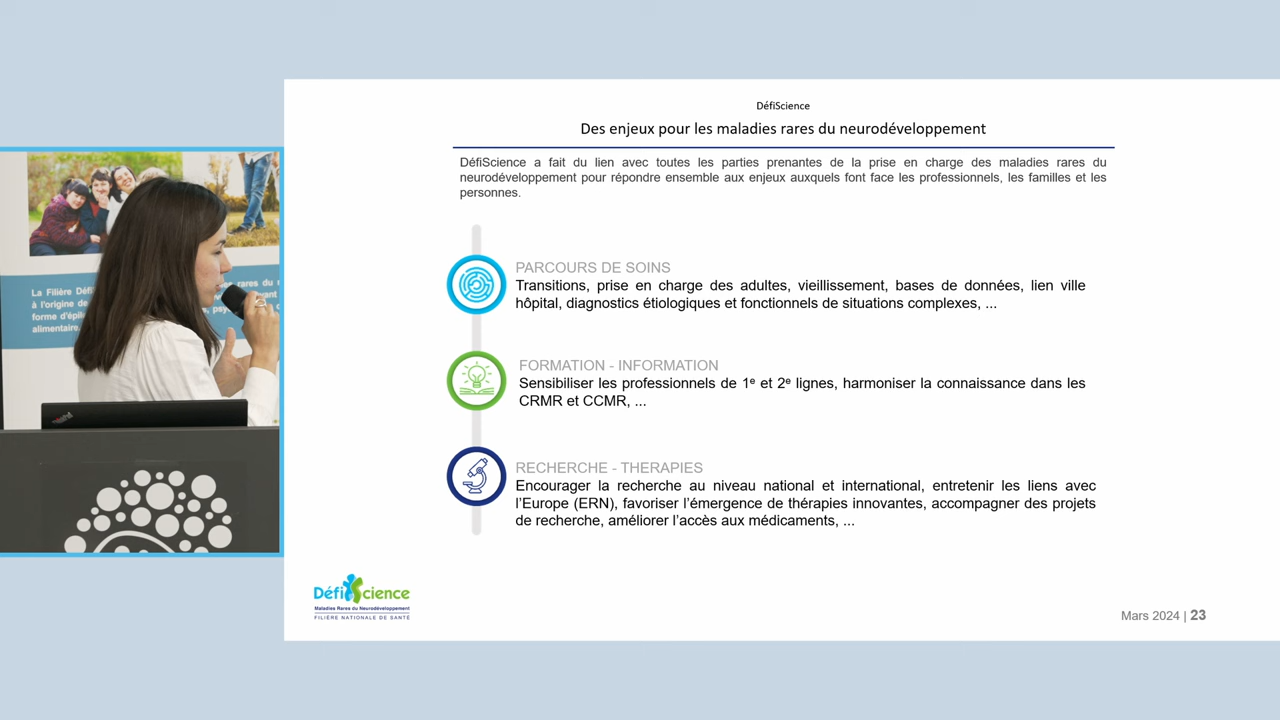 DéfiScience
Des enjeux pour les maladies rares du neurodéveloppement
DéfiScience a fait du lien avec toutes les parties prenantes de la prise en charge des maladies rares du
neurodéveloppement pour répondre ensemble aux enjeux auxquels font face les professionnels, les familles et les
personnes.
PARCOURS DE SOINS
Transitions, prise en charge des adultes, vieillissement, bases de données, lien ville
hôpital, diagnostics étiologiques et fonctionnels de situations complexes, ...
FORMATION - INFORMATION
Sensibiliser les professionnels de 1e et 2e lignes, harmoniser la connaissance dans les
CRMR et CCMR, ...
RECHERCHE - THERAPIES
Encourager la recherche au niveau national et international, entretenir les liens avec
l'Europe (ERN), favoriser l'émergence de thérapies innovantes, accompagner des projets
de recherche, améliorer l'accès aux médicaments, ...
DéfiScience
Maladies Rares du Neurodéveloppement
FILIÈRE NATIONALE DE SANTÉ
Mars 2024 | 23
La Filière Défi
rares du
à l'origine de
forme d'épil
alimentaire,
ThinkPad